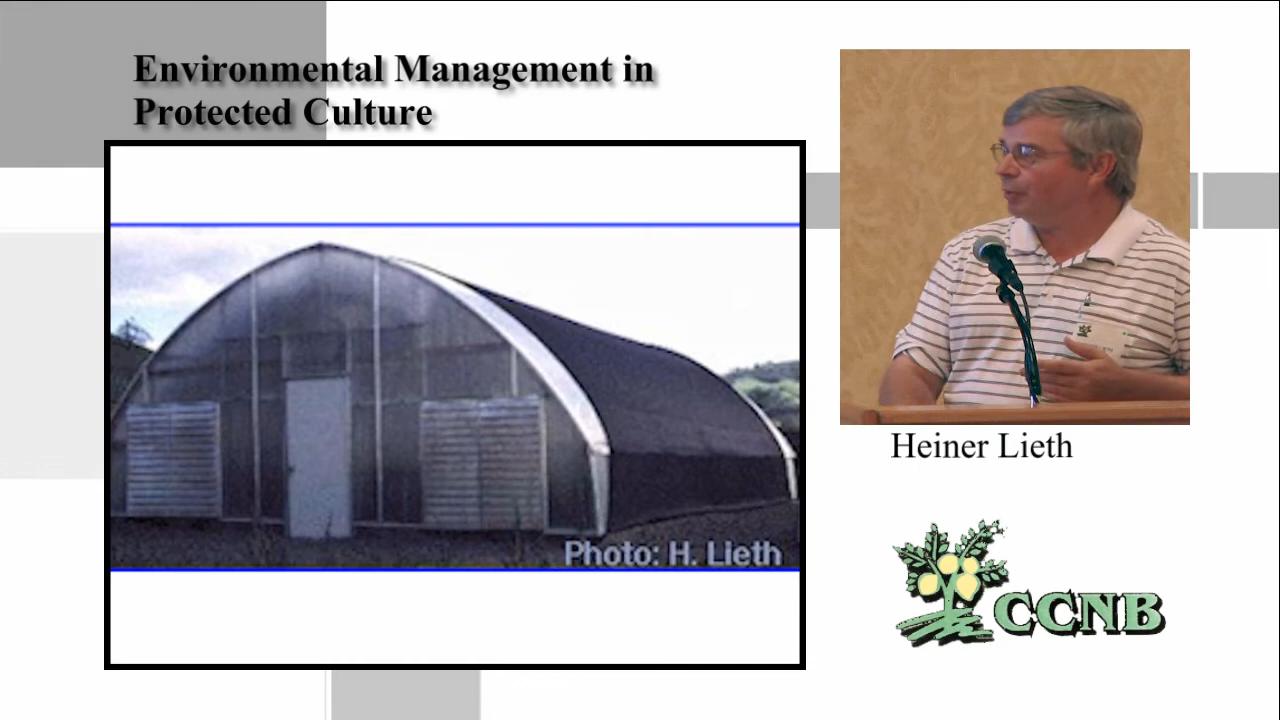 Environmental Management in
Protected Culture
Photo: H. Lieth
Heiner Lieth
CCNB